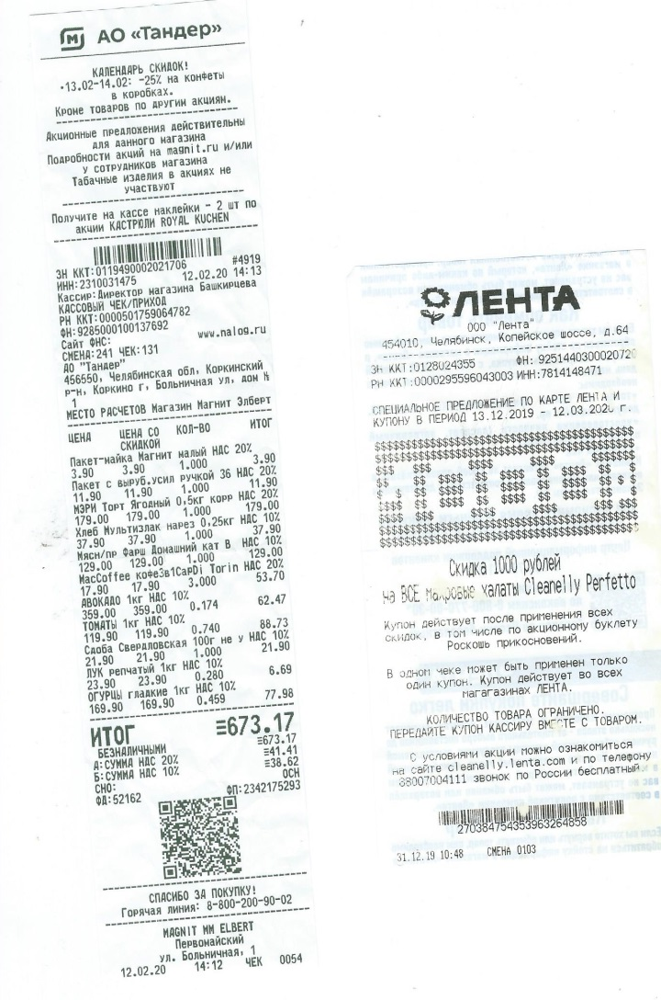 АО «Тандер»
КАЛЕНДАРЬ СКИДОК!
·13.02-14.02: -25% на конфеты
в коробках.
Кроме товаров по другим акциям.
Акционные предложения действительны
для данного магазина
Подробности акций на magnit.ru и/или
у сотрудников магазина
Табачные изделия в акциях не
участвуют
Получите на кассе наклейки - 2 шт по
акции КАСТРЮЛИ ROYAL KUCHEN
ЗН ККТ:0119490002021706 #4919
ИНН:2310031475 12.02.20 14:13
Кассир:Директор магазина Башкирцева
КАССОВЫЙ ЧЕК/ПРИХОД
РН ККТ:0000501759064782
ФН:9285000100137692
Сайт ФНС: www.nalog.ru
СМЕНА:241 ЧЕК:131
АО "Тандер"
456550, Челябинская обл, Коркинский
р-н, Коркино г, Больничная ул, дом №
1
МЕСТО РАСЧЕТОВ Магазин Магнит Элберт
ЦЕНА ЦЕНА СО СКИДКОЙ КОЛ-ВО ИТОГ
Пакет-майка Магнит малый НДС 20%
3.90 3.90 1.000 3.90
Пакет с выруб.усил ручкой 36 НДС 20%
11.90 11.90 1.000 11.90
МЭРИ Торт Ягодный 0,5кг корр НДС 20%
179.00 179.00 1.000 179.00
Хлеб Мультизлак нарез 0,25кг НДС 10%
37.90 37.90 1.000 37.90
Мясн/пр Фарш Домашний кат В НДС 10%
129.00 129.00 1.000 129.00
MacCoffee кофе3в1CapDi Torin НДС 20%
17.90 17.90 3.000 53.70
АВОКАДО 1кг НДС 10%
359.00 359.00 0.174 62.47
ТОМАТЫ 1кг НДС 10%
119.90 119.90 0.740 88.73
Сдоба Свердловская 100г не у НДС 10%
21.90 21.90 1.000 21.90
ЛУК репчатый 1кг НДС 10%
23.90 23.90 0.280 6.69
ОГУРЦЫ гладкие 1кг НДС 10%
169.90 169.90 0.459 77.98
ИТОГ ≡673.17
БЕЗНАЛИЧНЫМИ ≡673.17
А:СУММА НДС 20% ≡41.41
Б:СУММА НДС 10% ≡38.62
СНО: ОСН
ФД:52162 ФП:2342175293
СПАСИБО ЗА ПОКУПКУ!
Горячая линия: 8-800-200-90-02
MAGNIT MM ELBERT
Первомайский
ул. Больничная, 1
12.02.20 14:12 ЧЕК 0054
ЛЕНТА
ООО "Лента"
454010, Челябинск, Копейское шоссе, д.64
ЗН ККТ:0128024355 ФН: 9251440300020720
РН ККТ:0000295596043003 ИНН:7814148471
СПЕЦИАЛЬНОЕ ПРЕДЛОЖЕНИЕ ПО КАРТЕ ЛЕНТА И
КУПОНУ В ПЕРИОД 13.12.2019 - 12.03.2020 г.
Скидка 1000 рублей
на ВСЕ махровые халаты Cleanelly Perfetto
Купон действует после применения всех
скидок, в том числе по акционному буклету
Роскошь прикосновений.
В одном чеке может быть применен только
один купон. Купон действует во всех
магазинах ЛЕНТА.
КОЛИЧЕСТВО ТОВАРА ОГРАНИЧЕНО.
ПЕРЕДАЙТЕ КУПОН КАССИРУ ВМЕСТЕ С ТОВАРОМ.
С условиями акции можно ознакомиться
на сайте cleanelly.lenta.com и по телефону
88007004111 звонок по России бесплатный.
270384754353963264858
31.12.19 10:48 СМЕНА 0103